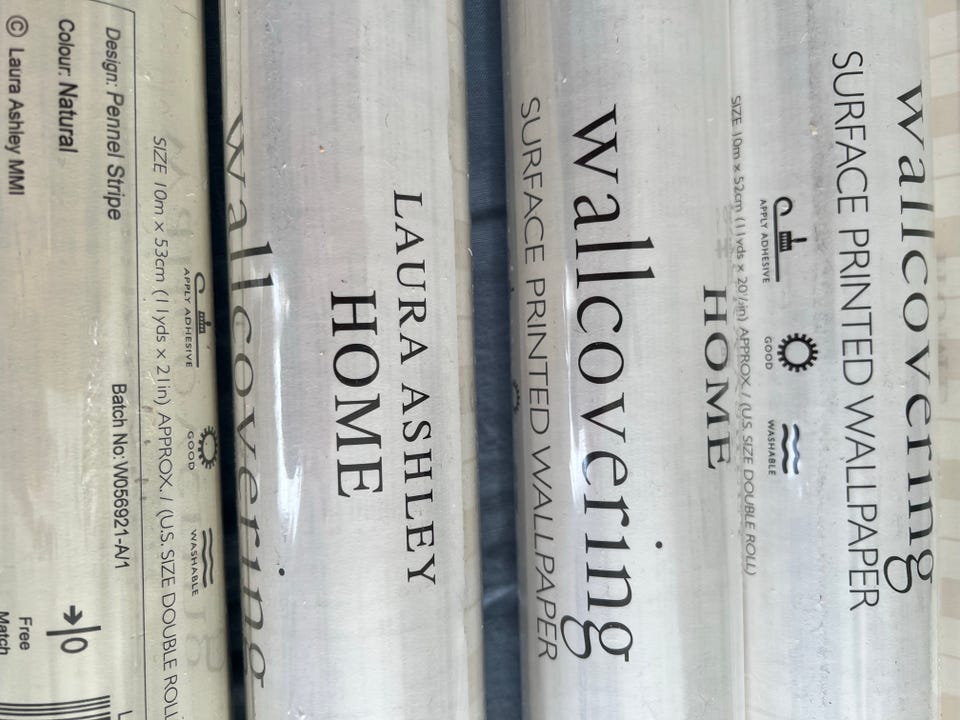 wallcovering
SURFACE PRINTED WALLPAPER
APPLY ADHESIVE
GOOD
WASHABLE
SIZE 10m x 52cm (11yds x 20½in) APPROX. / (U.S. SIZE DOUBLE ROLL)
HOME
wallcovering
SURFACE PRINTED WALLPAPER
LAURA ASHLEY
HOME
wallcovering
APPLY ADHESIVE
GOOD
WASHABLE
SIZE 10m x 53cm (11yds x 21in) APPROX. / (U.S. SIZE DOUBLE ROLL
Design: Pennel Stripe
Batch No: W056921-A/1
Colour: Natural
0
Free
Match
© Laura Ashley MMI